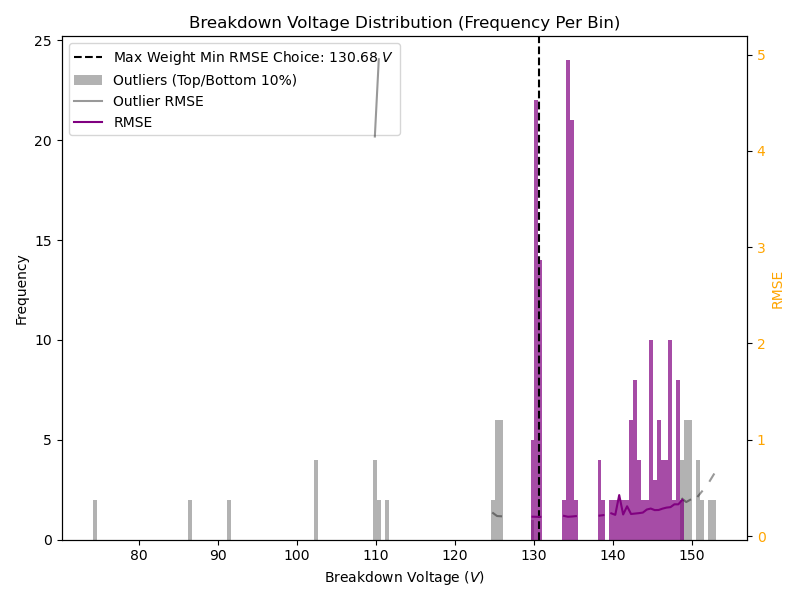 Breakdown Voltage Distribution (Frequency Per Bin)
Max Weight Min RMSE Choice: 130.68 V
Outliers (Top/Bottom 10%)
Outlier RMSE
RMSE
25
20
15
10
5
0
Frequency
5
4
3
2
1
0
RMSE
80 90 100 110 120 130 140 150
Breakdown Voltage (V)